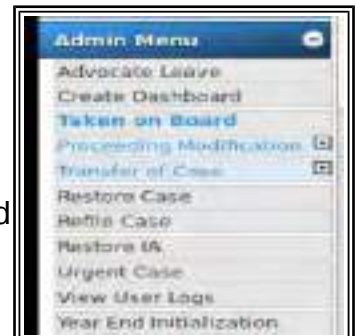 Admin Menu
Advocate Leave
Create Dashboard
Taken on Board
Proceeding Modification
Transfer of Case
d
Restore Case
Refile Case
Restore IA
Urgent Case
View User Logs
Year End Initialization